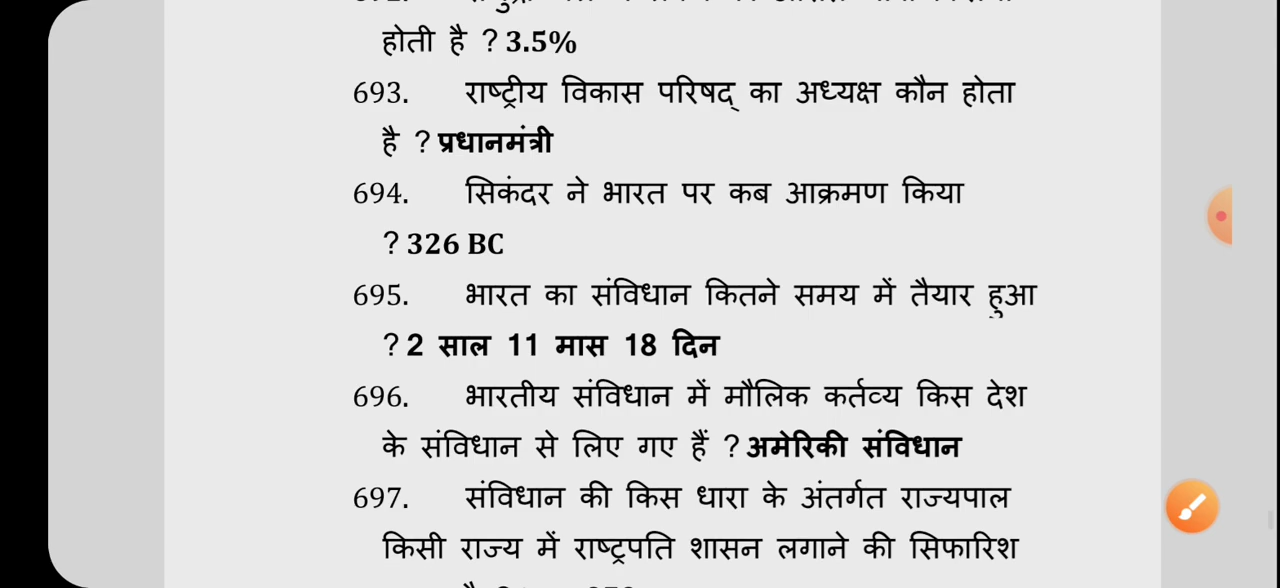 होती है ? 3.5%
693. राष्ट्रीय विकास परिषद् का अध्यक्ष कौन होता
है ? प्रधानमंत्री
694. सिकंदर ने भारत पर कब आक्रमण किया
? 326 BC
695. भारत का संविधान कितने समय में तैयार हुआ
? 2 साल 11 मास 18 दिन
696. भारतीय संविधान में मौलिक कर्तव्य किस देश
के संविधान से लिए गए हैं ? अमेरिकी संविधान
697. संविधान की किस धारा के अंतर्गत राज्यपाल
किसी राज्य में राष्ट्रपति शासन लगाने की सिफारिश